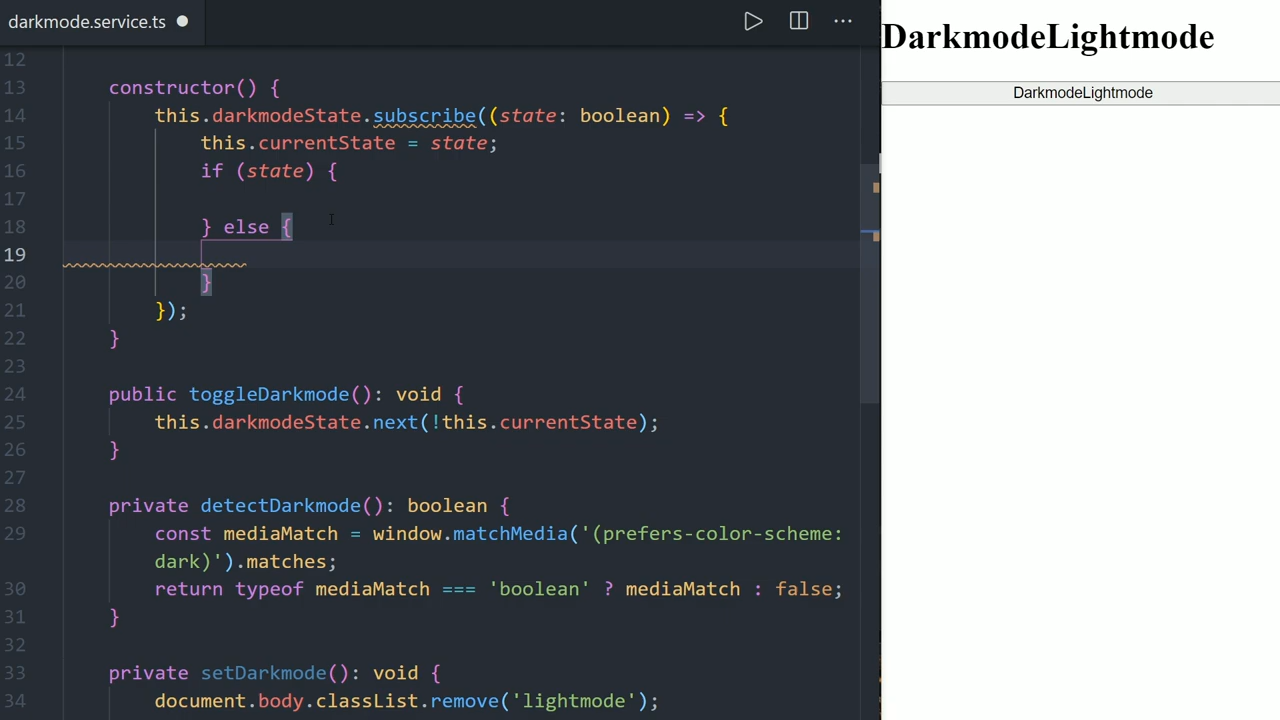 darkmode.service.ts
12
13 constructor() {
14 this.darkmodeState.subscribe((state: boolean) => {
15 this.currentState = state;
16 if (state) {
17
18 } else {
19
20 }
21 });
22 }
23
24 public toggleDarkmode(): void {
25 this.darkmodeState.next(!this.currentState);
26 }
27
28 private detectDarkmode(): boolean {
29 const mediaMatch = window.matchMedia('(prefers-color-scheme:
dark)').matches;
30 return typeof mediaMatch === 'boolean' ? mediaMatch : false;
31 }
32
33 private setDarkmode(): void {
34 document.body.classList.remove('lightmode');
DarkmodeLightmode
DarkmodeLightmode